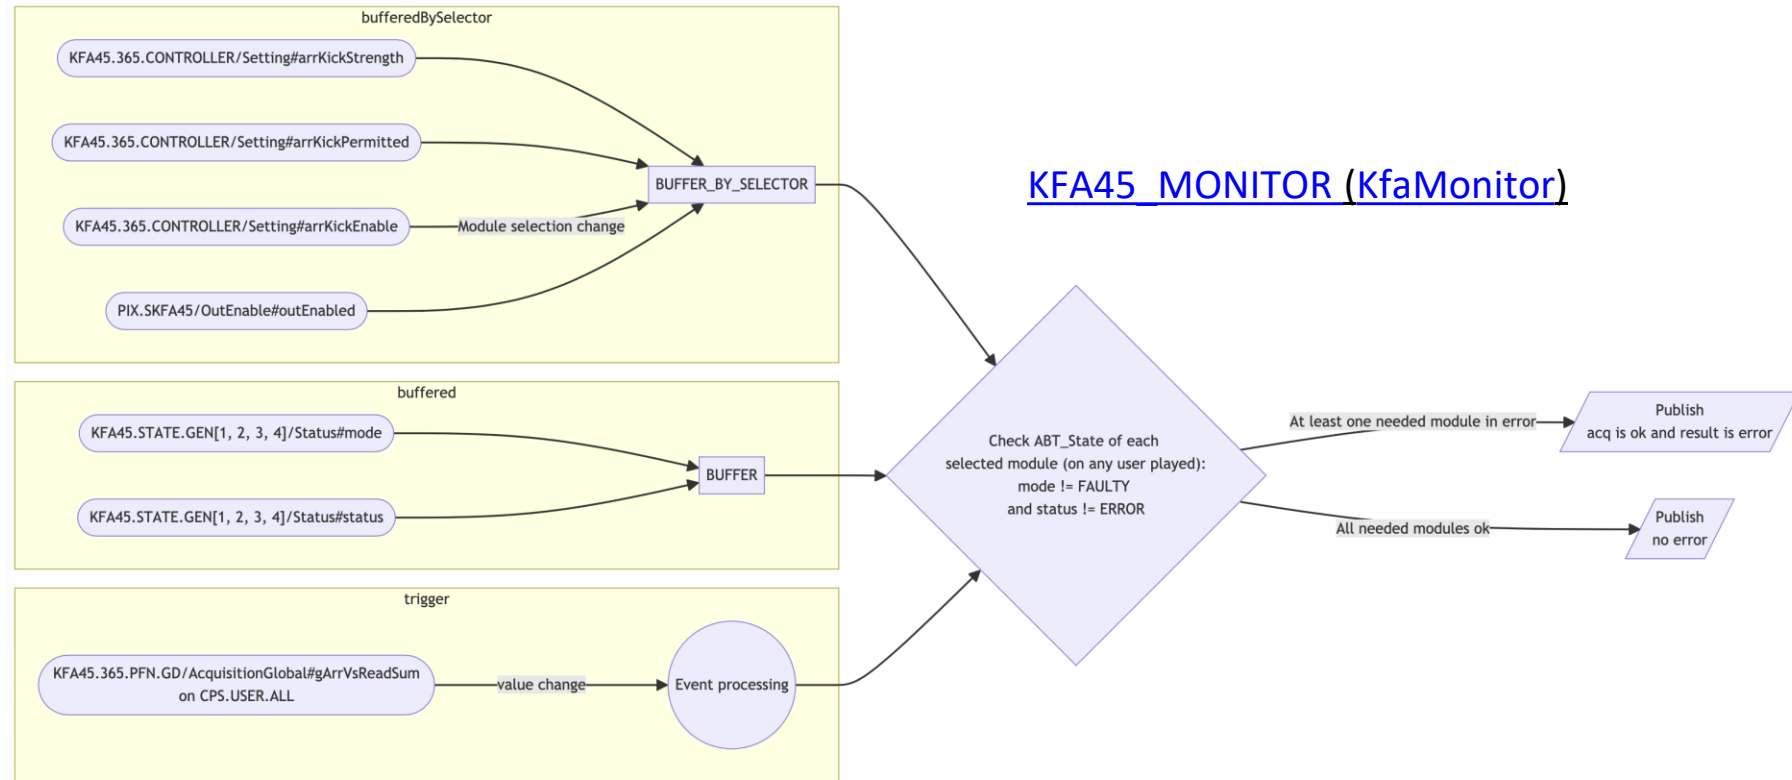 bufferedBySelector
KFA45.365.CONTROLLER/Setting#arrKickStrength
KFA45.365.CONTROLLER/Setting#arrKickPermitted
BUFFER_BY_SELECTOR
KFA45.365.CONTROLLER/Setting#arrKickEnable
Module selection change
PIX.SKFA45/OutEnable#outEnabled
KFA45_MONITOR (KfaMonitor)
buffered
KFA45.STATE.GEN[1, 2, 3, 4]/Status#mode
BUFFER
KFA45.STATE.GEN[1, 2, 3, 4]/Status#status
trigger
KFA45.365.PFN.GD/AcquisitionGlobal#gArrVsReadSum
on CPS.USER.ALL
value change
Event processing
Check ABT_State of each
selected module (on any user played):
mode != FAULTY
and status != ERROR
At least one needed module in error
Publish
acq is ok and result is error
All needed modules ok
Publish
no error